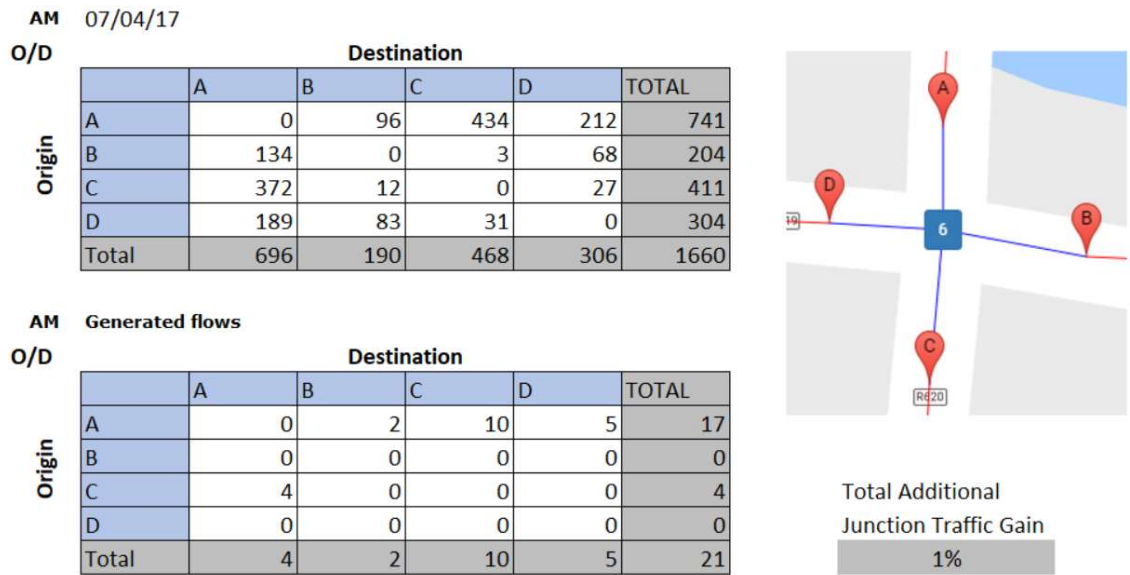 AM 07/04/17
O/D Destination
A B C D TOTAL
A 0 96 434 212 741
B 134 0 3 68 204
C 372 12 0 27 411
D 189 83 31 0 304
Total 696 190 468 306 1660
Origin
AM Generated flows
O/D Destination
A B C D TOTAL
A 0 2 10 5 17
B 0 0 0 0 0
C 4 0 0 0 4
D 0 0 0 0 0
Total 4 2 10 5 21
Origin
A
D
B
6
C
R620
Total Additional
Junction Traffic Gain
1%